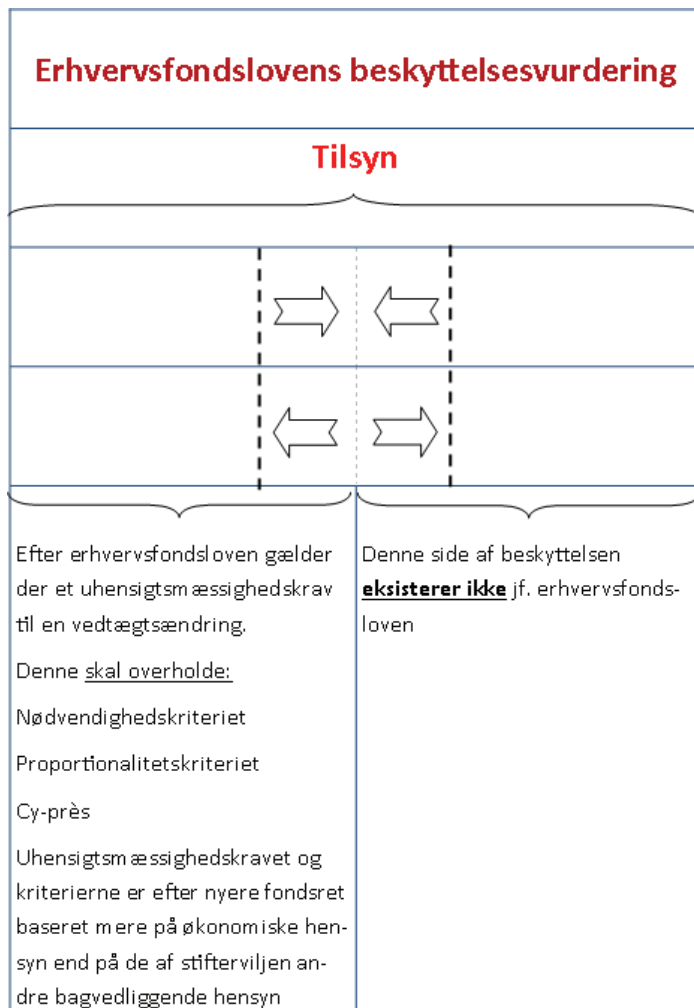 Erhvervsfondslovens beskyttelsesvurdering
Tilsyn
Efter erhvervsfondsloven gælder
der et uhensigtsmæssighedskrav
til en vedtægtsændring.
Denne skal overholde:
Nødvendighedskriteriet
Proportionalitetskriteriet
Cy-près
Uhensigtsmæssighedskravet og
kriterierne er efter nyere fondsret
baseret mere på økonomiske hen-
syn end på de af stifterviljen an-
dre bagvedliggende hensyn
Denne side af beskyttelsen
eksisterer ikke jf. erhvervsfonds-
loven